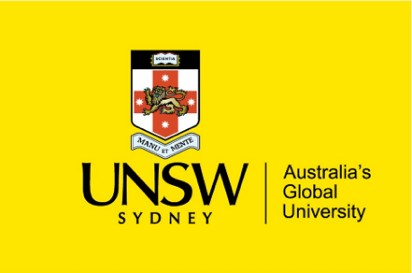 SCIENTIA
MANU ET MENTE
UNSW
SYDNEY
Australia's
Global
University